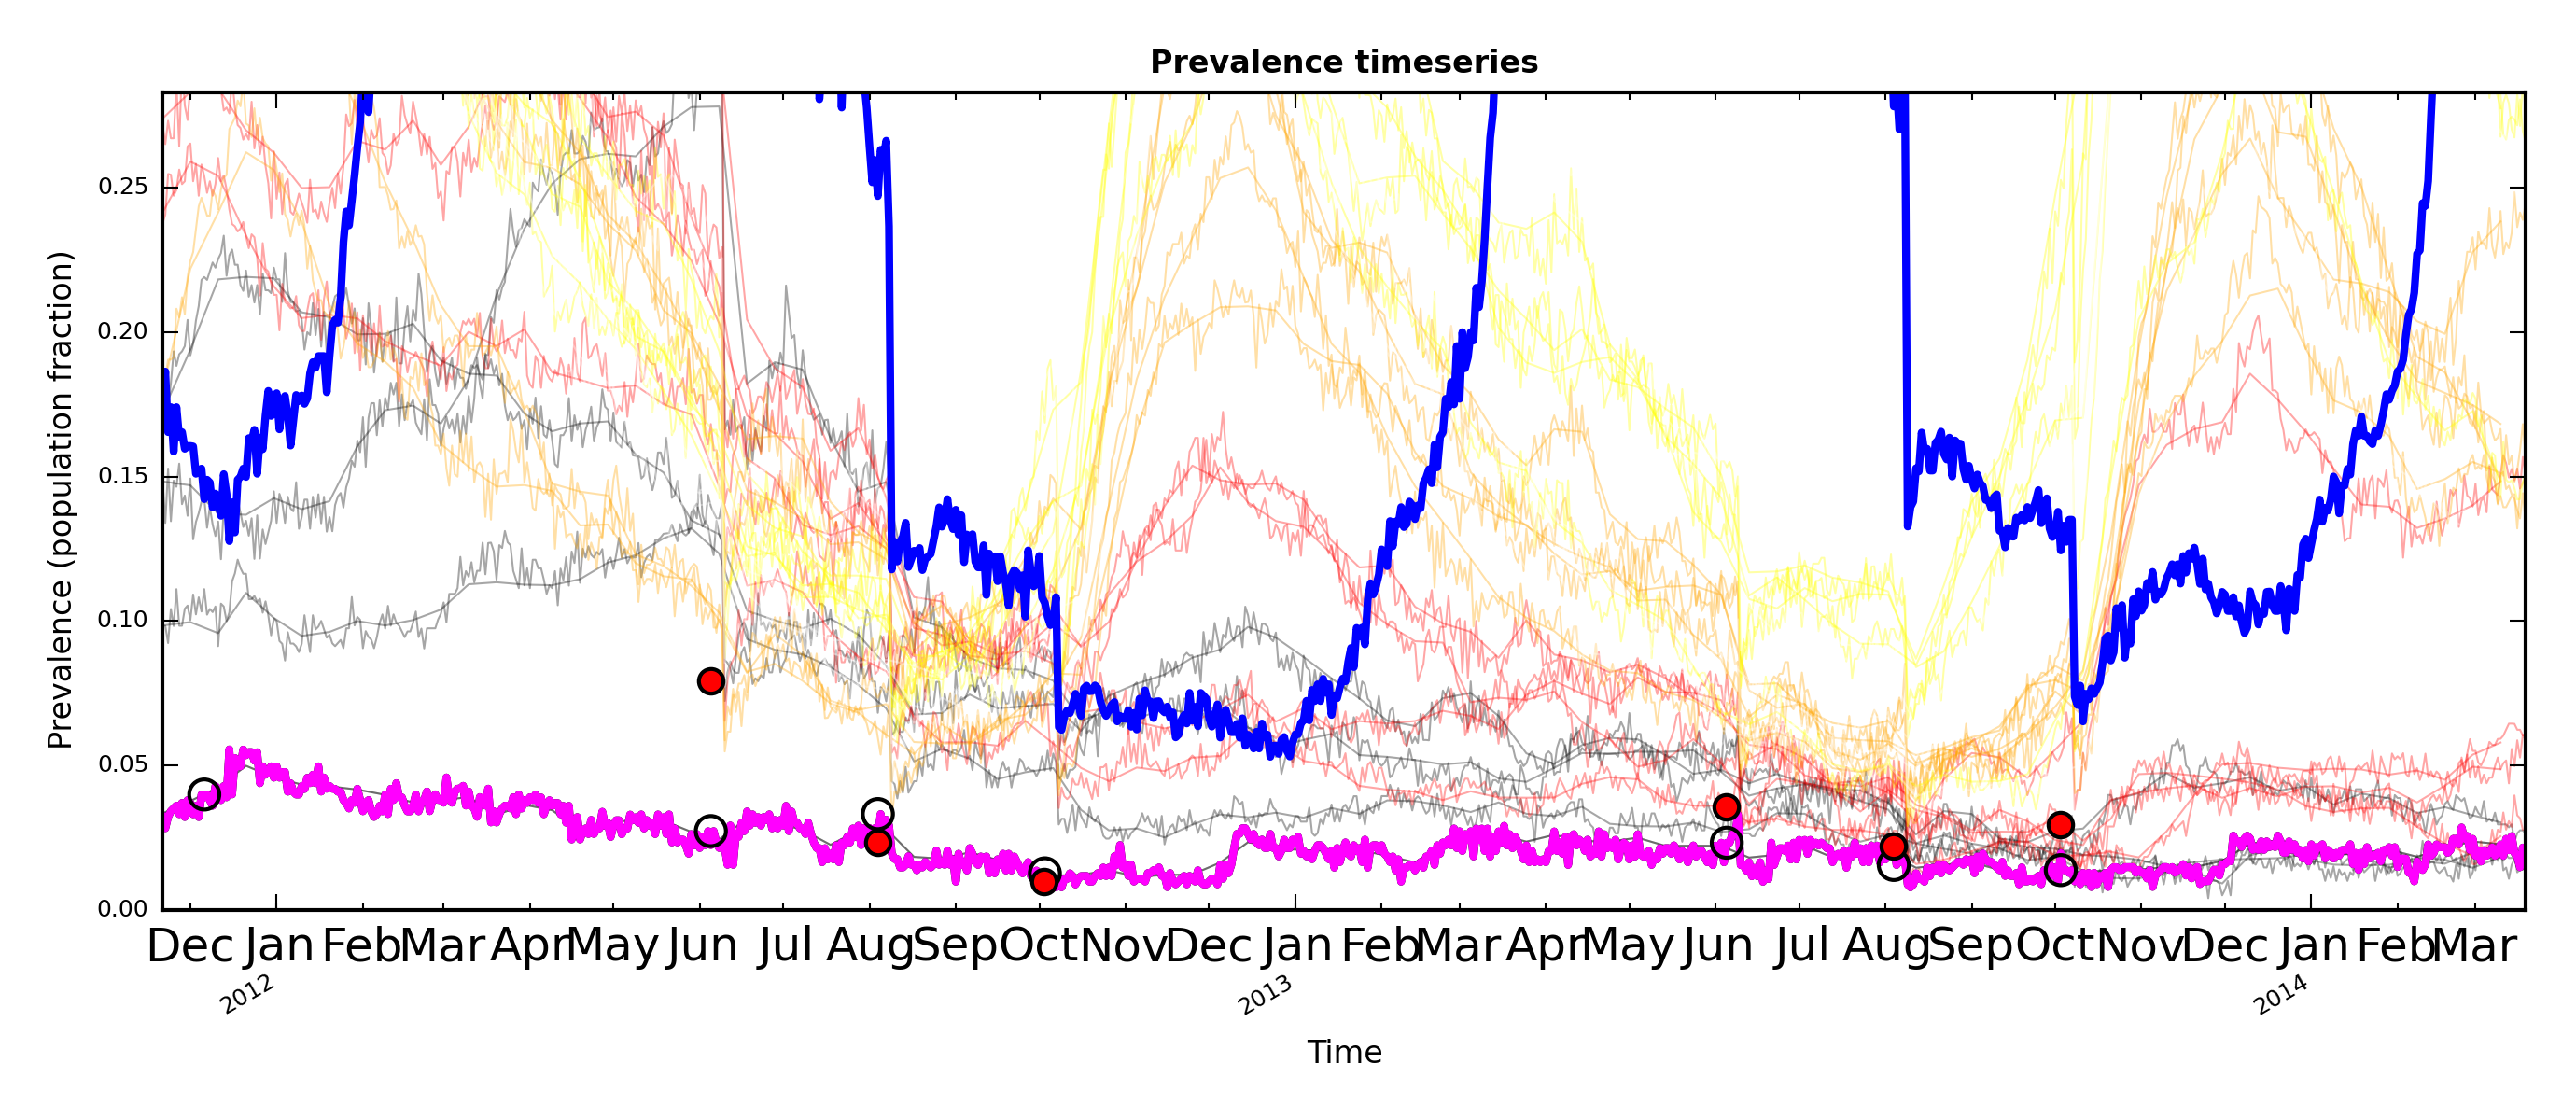 Prevalence timeseries
Prevalence (population fraction)
0.25
0.20
0.15
0.10
0.05
0.00
Dec Jan Feb Mar Apr May Jun Jul Aug Sep Oct Nov Dec Jan Feb Mar Apr May Jun Jul Aug Sep Oct Nov Dec Jan Feb Mar
2012 2013 2014
Time